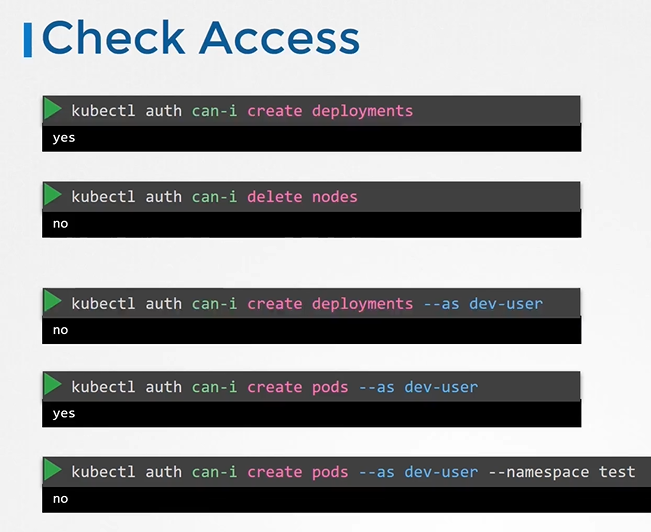 Check Access
kubectl auth can-i create deployments
yes
kubectl auth can-i delete nodes
no
kubectl auth can-i create deployments --as dev-user
no
kubectl auth can-i create pods --as dev-user
yes
kubectl auth can-i create pods --as dev-user --namespace test
no